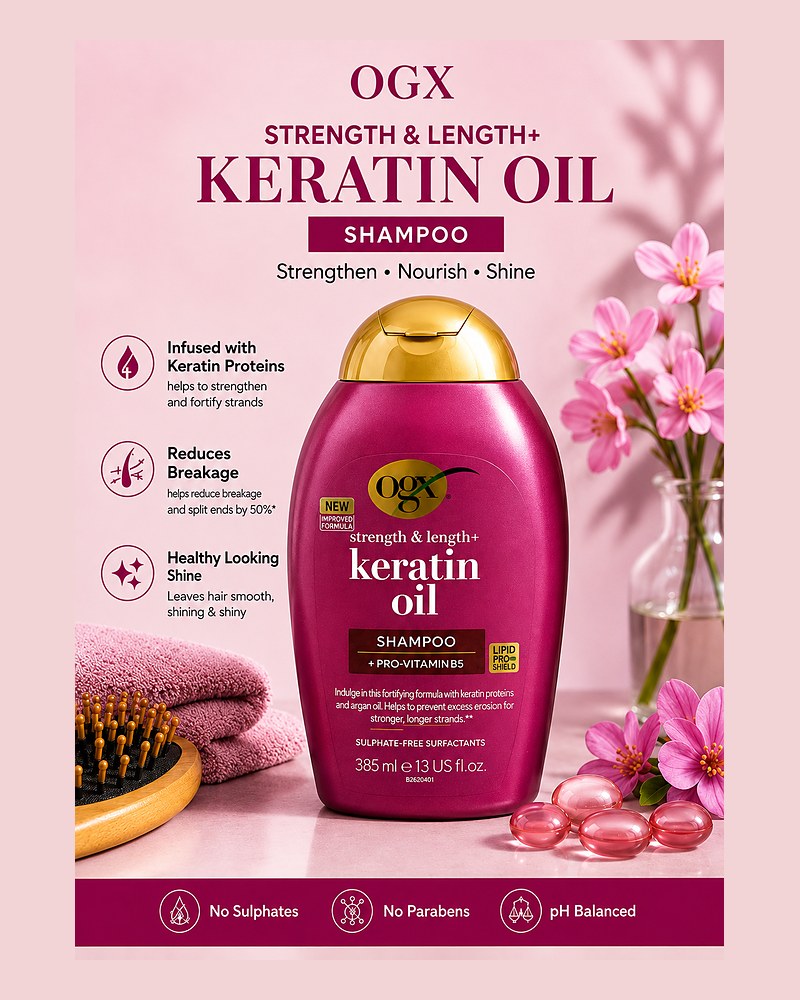 OGX
STRENGTH & LENGTH+
KERATIN OIL
SHAMPOO
Strengthen • Nourish • Shine
Infused with
Keratin Proteins
helps to strengthen
and fortify strands
Reduces
Breakage
helps reduce breakage
and split ends by 50%*
Healthy Looking
Shine
Leaves hair smooth,
shining & shiny
ogx
NEW
IMPROVED
FORMULA
strength & length+
keratin
oil
SHAMPOO
+ PRO-VITAMIN B5
LIPID
PRO
SHIELD
Indulge in this fortifying formula with keratin proteins
and argan oil. Helps to prevent excess erosion for
stronger, longer strands.**
SULPHATE-FREE SURFACTANTS
385 ml e 13 US fl.oz.
B2620401
No Sulphates
No Parabens
pH Balanced